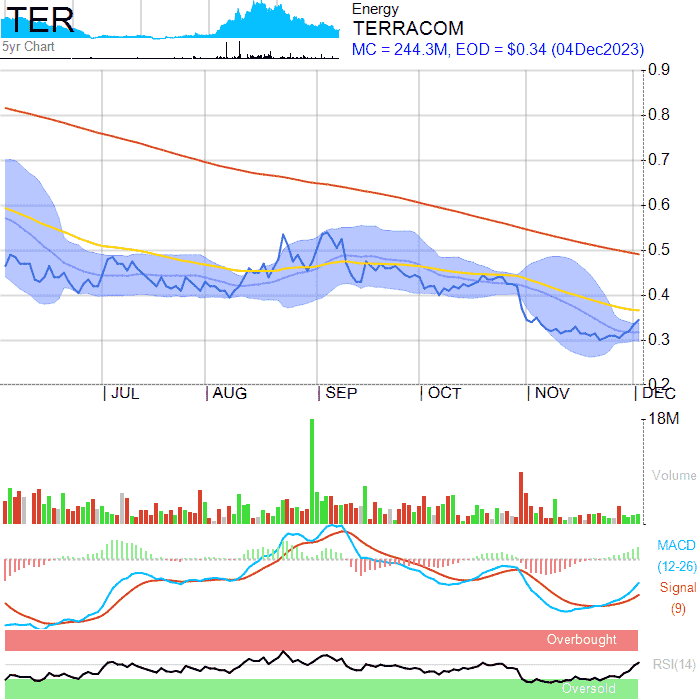 TER
5yr Chart
Energy
TERRACOM
MC = 244.3M, EOD = $0.34 (04Dec2023)
0.9
0.8
0.7
0.6
0.5
0.4
0.3
0.2
JUL AUG SEP OCT NOV DEC
18M
Volume
MACD
(12-26)
Signal
(9)
Overbought
RSI(14)
Oversold